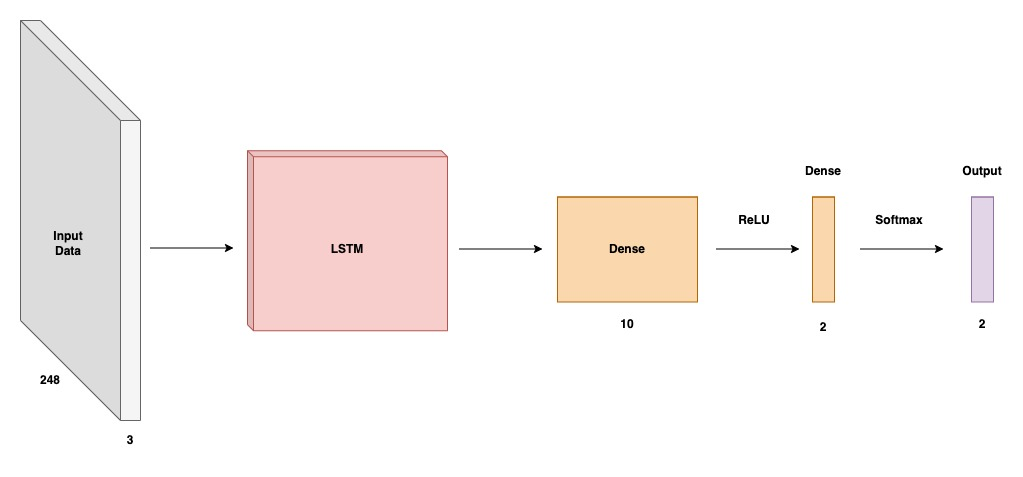 Input
Data
248
3
LSTM
Dense
10
ReLU
Dense
2
Softmax
Output
2